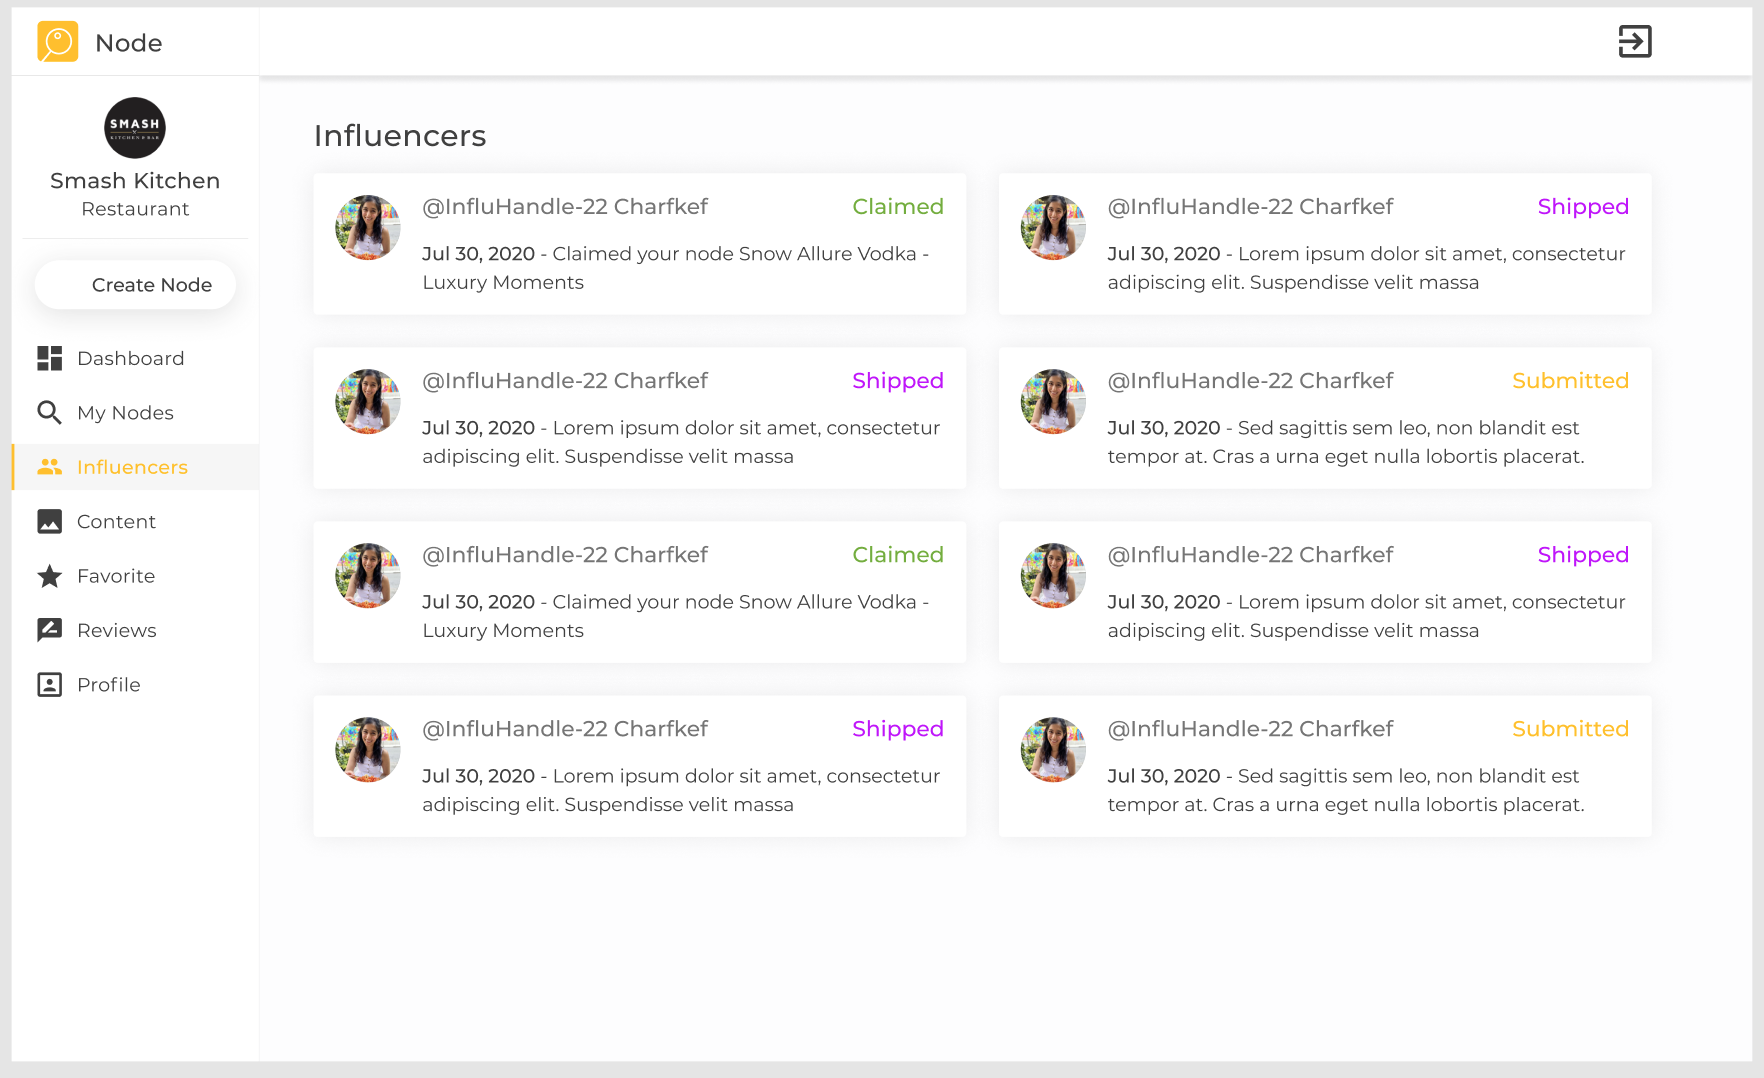 Node
SMASH
KITCHEN & BAR
Smash Kitchen
Restaurant
Create Node
Dashboard
My Nodes
Influencers
Content
Favorite
Reviews
Profile
Influencers
@InfluHandle-22 Charfkef
Claimed
Jul 30, 2020 - Claimed your node Snow Allure Vodka -
Luxury Moments
@InfluHandle-22 Charfkef
Shipped
Jul 30, 2020 - Lorem ipsum dolor sit amet, consectetur
adipiscing elit. Suspendisse velit massa
@InfluHandle-22 Charfkef
Shipped
Jul 30, 2020 - Lorem ipsum dolor sit amet, consectetur
adipiscing elit. Suspendisse velit massa
@InfluHandle-22 Charfkef
Submitted
Jul 30, 2020 - Sed sagittis sem leo, non blandit est
tempor at. Cras a urna eget nulla lobortis placerat.
@InfluHandle-22 Charfkef
Claimed
Jul 30, 2020 - Claimed your node Snow Allure Vodka -
Luxury Moments
@InfluHandle-22 Charfkef
Shipped
Jul 30, 2020 - Lorem ipsum dolor sit amet, consectetur
adipiscing elit. Suspendisse velit massa
@InfluHandle-22 Charfkef
Shipped
Jul 30, 2020 - Lorem ipsum dolor sit amet, consectetur
adipiscing elit. Suspendisse velit massa
@InfluHandle-22 Charfkef
Submitted
Jul 30, 2020 - Sed sagittis sem leo, non blandit est
tempor at. Cras a urna eget nulla lobortis placerat.